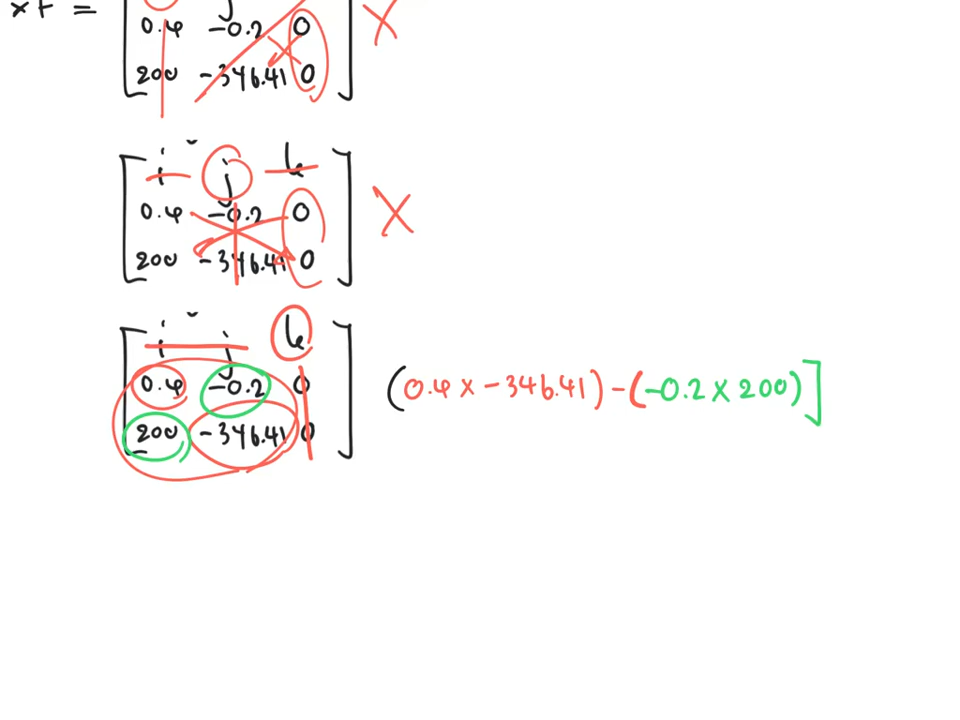 xF =
0.4 -0.2 0
200 -346.41 0
i j k
0.4 -0.2 0
200 -346.41 0
i j k
0.4 -0.2 0 (0.4 x -346.41) - (-0.2 x 200)]
200 -346.41 0